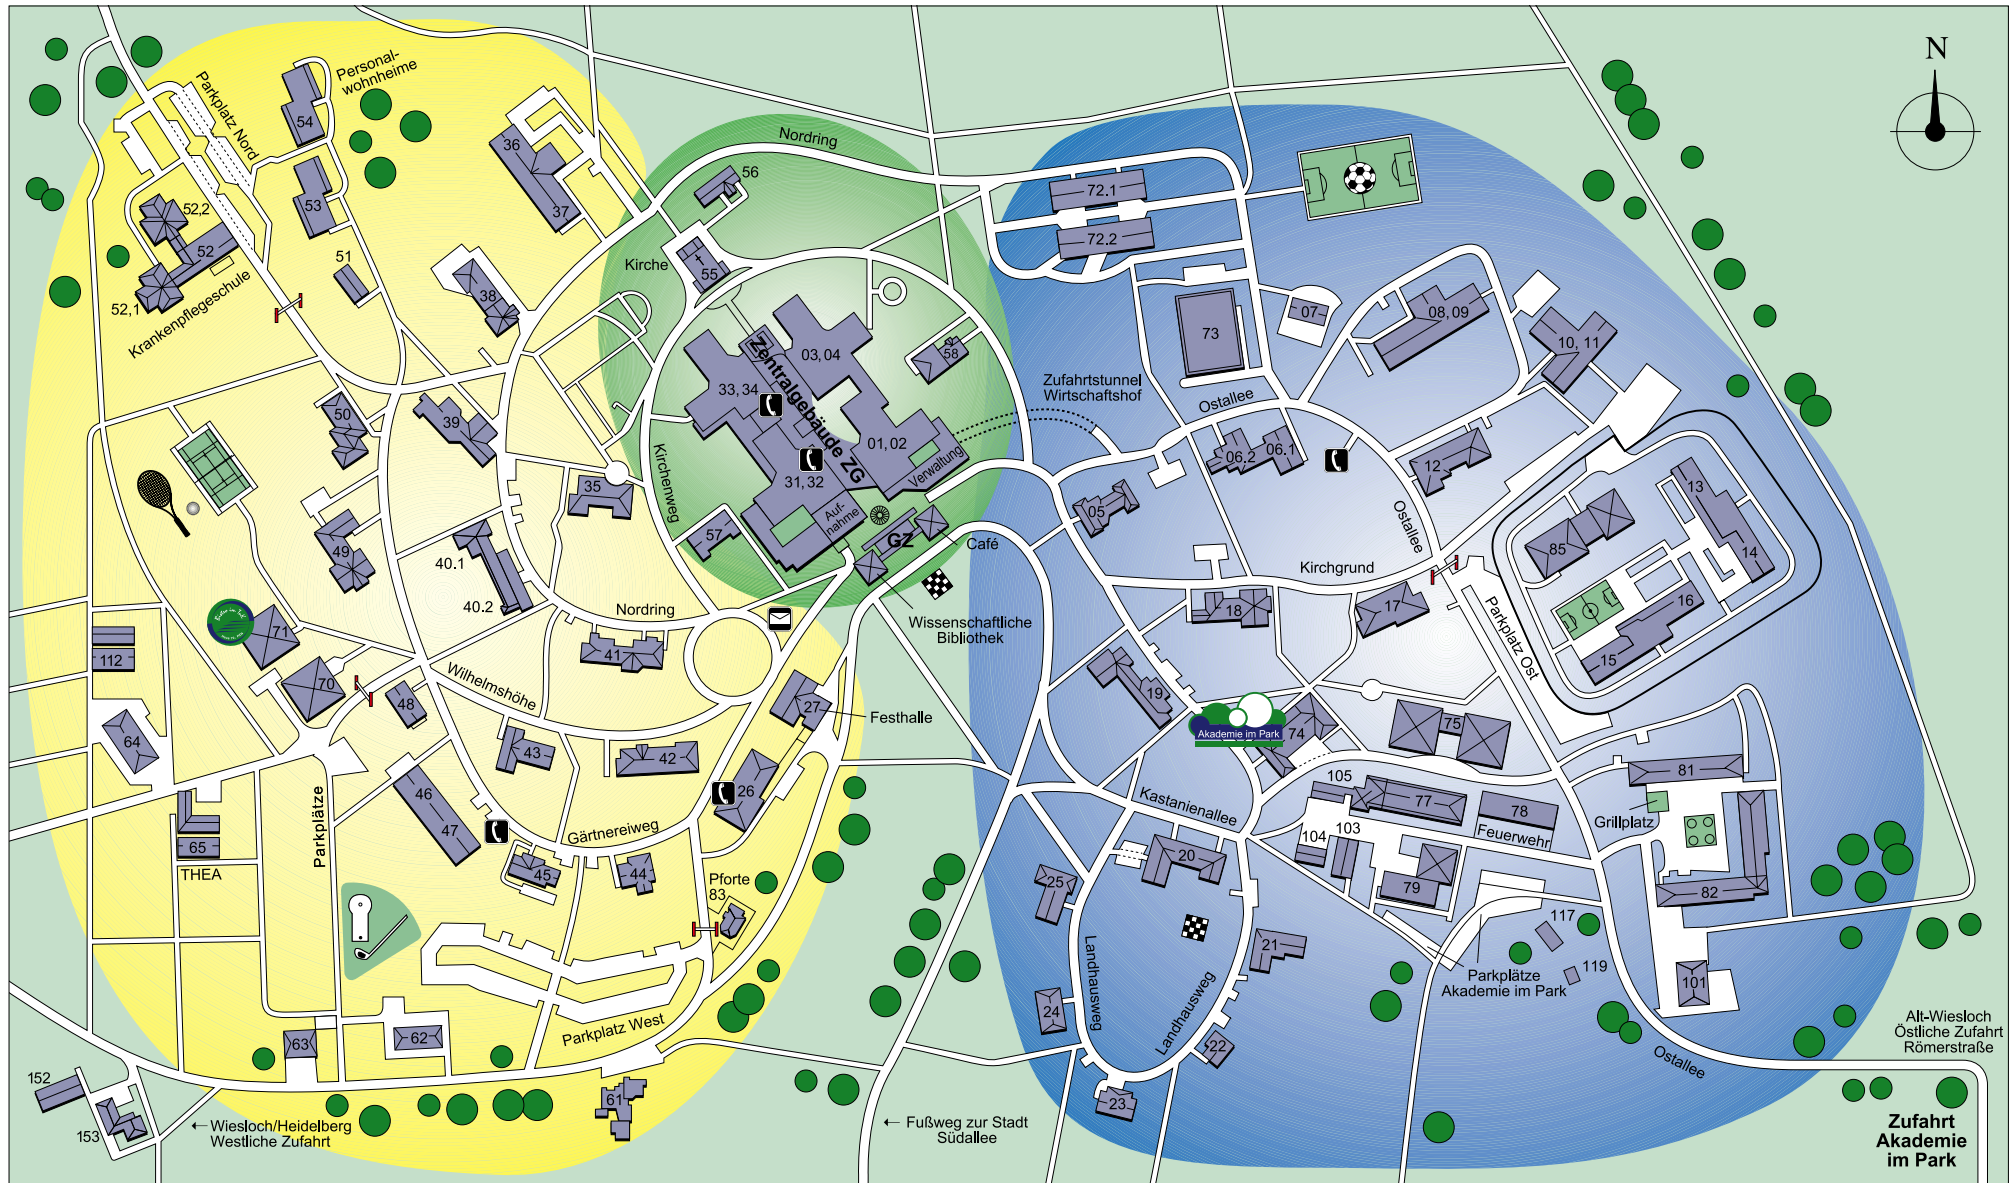 N
Personal-
wohnheime
Parkplatz Nord
54
53
36
37
56
Nordring
72.1
72.2
52,2
52
52,1
Krankenpflegeschule
51
38
Kirche
55
07
73
08, 09
10, 11
03, 04
33, 34
Zentralgebäude ZG
58
Zufahrtstunnel
Wirtschaftshof
Ostallee
50
39
01, 02
Verwaltung
06.2
06.1
12
Kirchenweg
31, 32
Auf-
nahme
35
05
13
14
Ostallee
57
GZ
Café
85
49
40.1
40.2
Kirchgrund
Nordring
Wissenschaftliche
Bibliothek
18
17
16
15
Parkplatz Ost
71
112
41
Wilhelmshöhe
70
48
19
27
Festhalle
Akademie im Park
74
75
64
43
42
26
81
105
77
78
Feuerwehr
Grillplatz
46
47
Kastanienallee
Gärtnereiweg
Parkplätze
65
THEA
104
103
20
45
44
Pforte
83
25
79
82
117
119
21
Landhausweg
Landhausweg
Parkplätze
Akademie im Park
101
24
22
23
Parkplatz West
63
62
61
Alt-Wiesloch
Östliche Zufahrt
Römerstraße
Ostallee
152
153
← Wiesloch/Heidelberg
Westliche Zufahrt
← Fußweg zur Stadt
Südallee
Zufahrt
Akademie
im Park